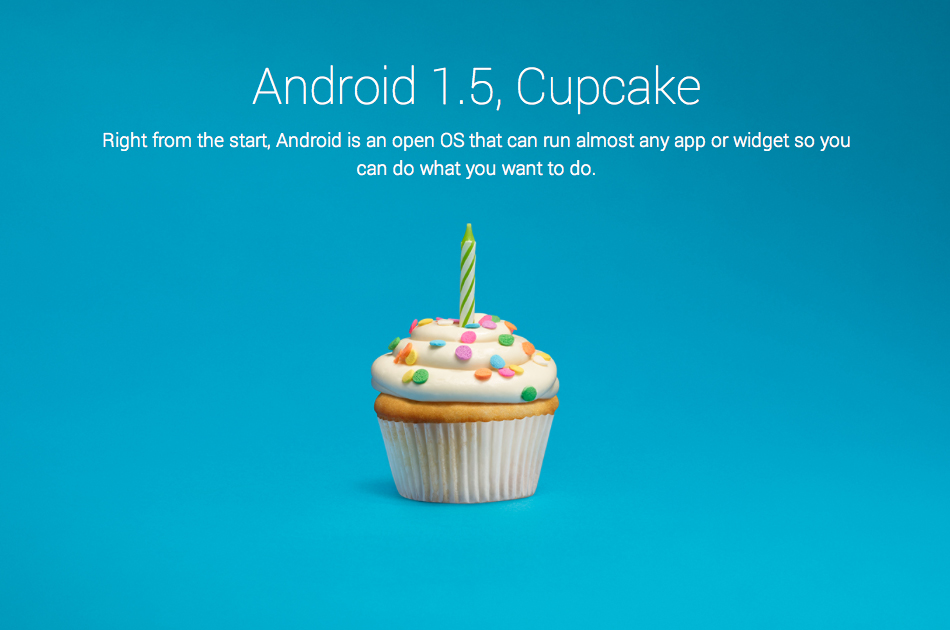 Android 1.5, Cupcake
Right from the start, Android is an open OS that can run almost any app or widget so you
can do what you want to do.